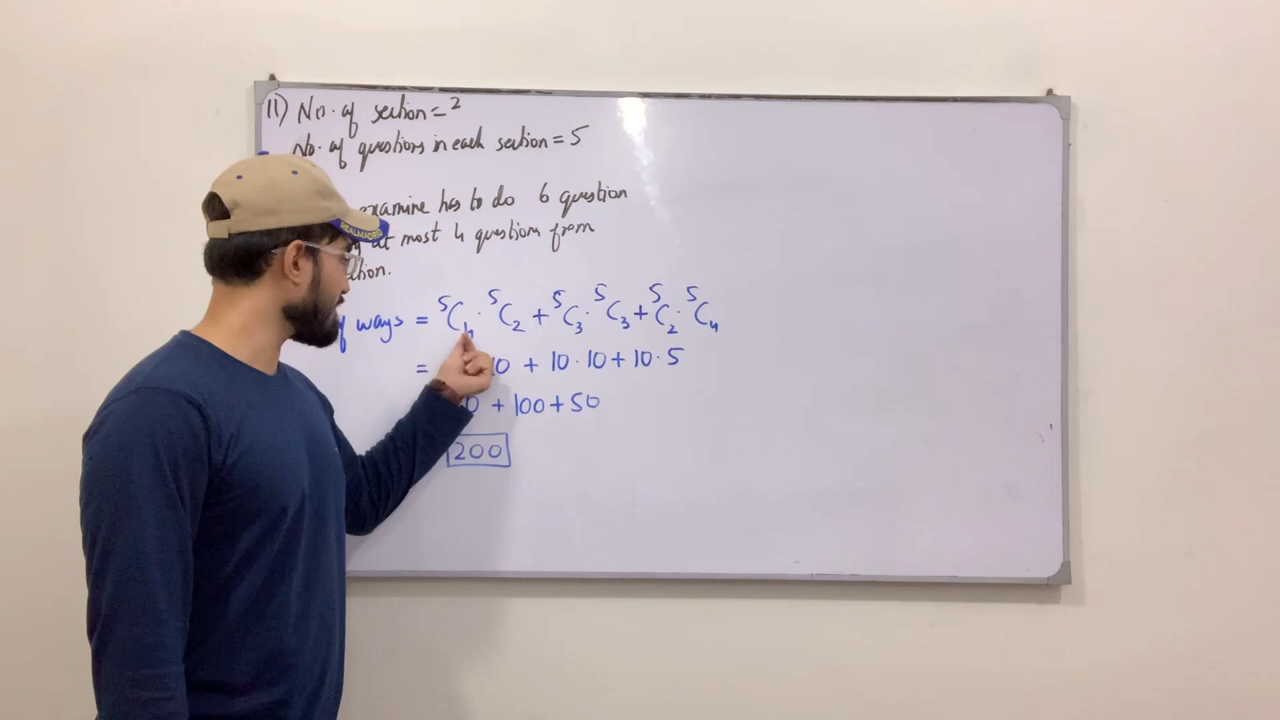 11) No. of section = 2
No. of questions in each section = 5
examine has to do 6 question
at most 4 question from
REALMADRID
ways = ⁵C₄ · ⁵C₂ + ⁵C₃ · ⁵C₃ + ⁵C₂ · ⁵C₄
= + 10 · 10 + 10 · 5
+ 100 + 50
200